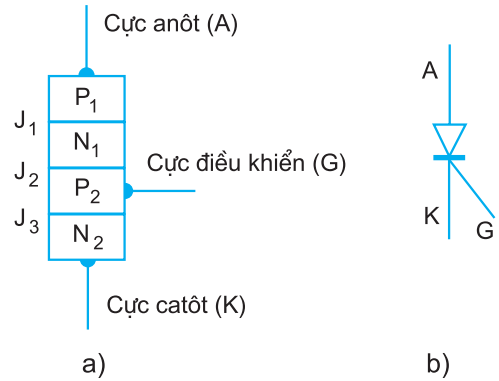 Cực anôt (A)
P1
J1
N1
J2
Cực điều khiển (G)
P2
J3
N2
Cực catôt (K)
a)
A
K
G
b)